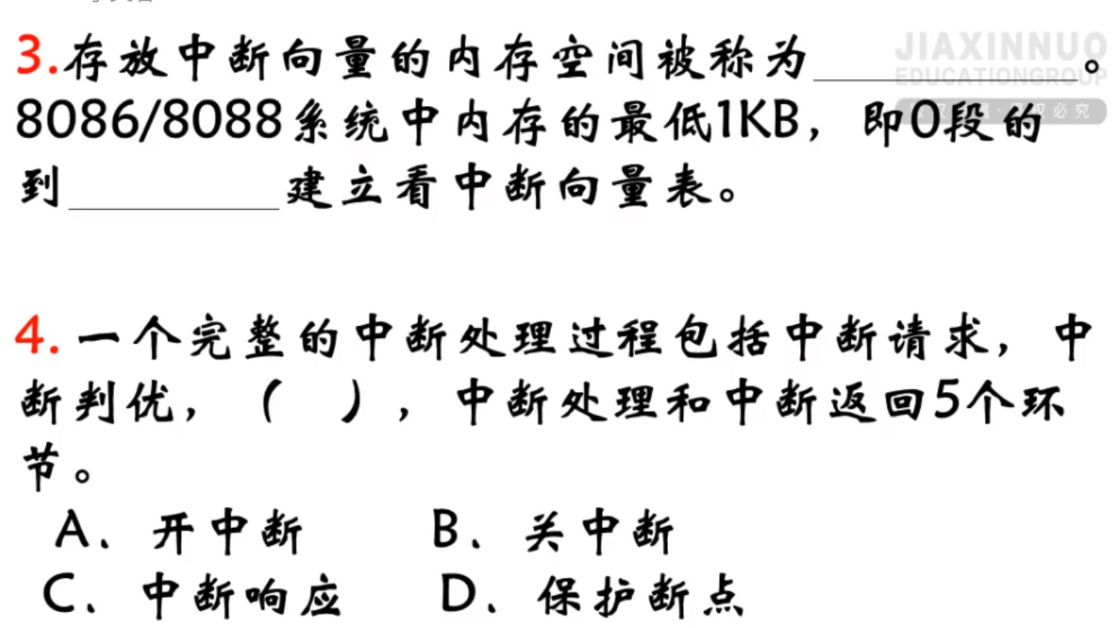 JIAXINNUO
EDUCATIONGROUP
3.存放中断向量的内存空间被称为__________。
8086/8088系统中内存的最低1KB，即0段的
到__________建立看中断向量表。
4.一个完整的中断处理过程包括中断请求，中
断判优，（ ），中断处理和中断返回5个环
节。
A．开中断 B．关中断
C．中断响应 D．保护断点